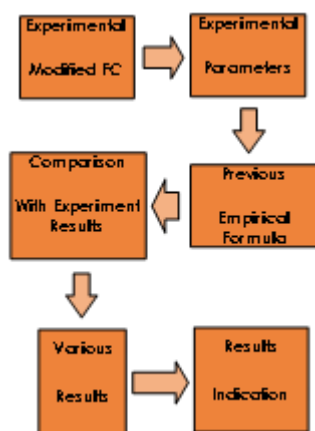 Experimental
Modified FC
Experimental
Parameters
Comparison
With Experiment
Results
Previous
Empirical
Formula
Various
Results
Results
Indication